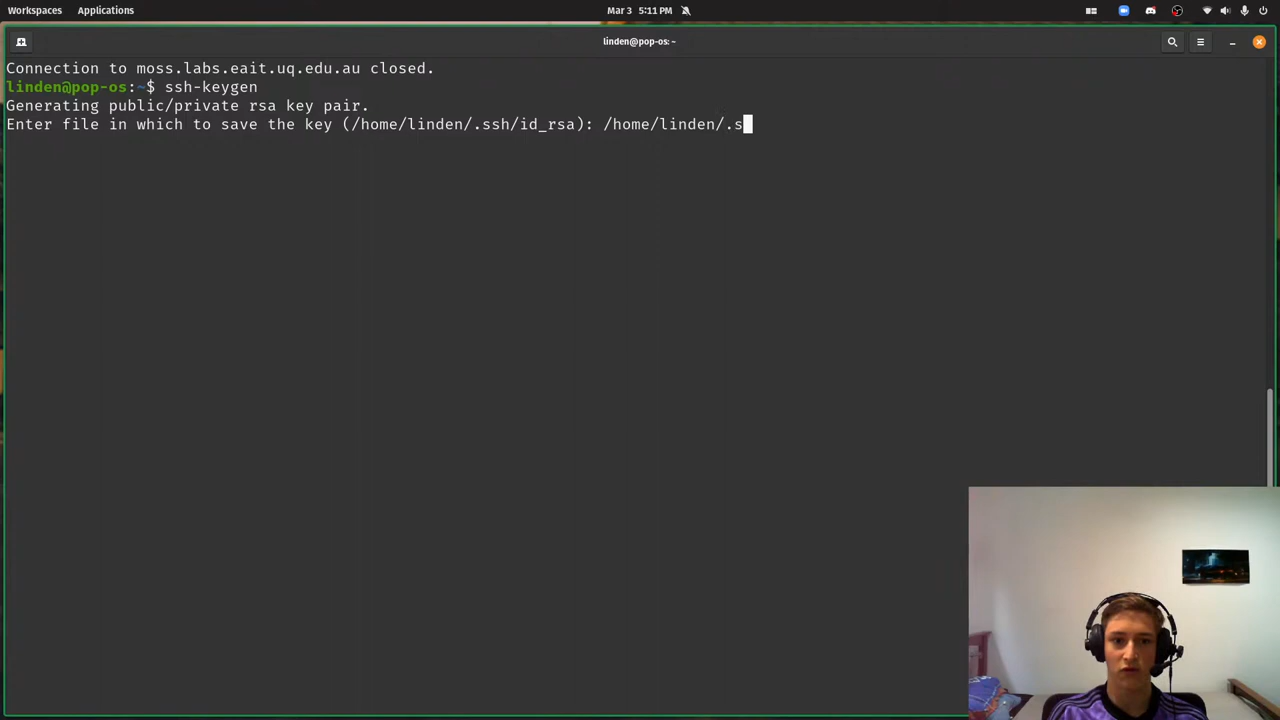 Workspaces Applications Mar 3 5:11 PM
linden@pop-os: ~
Connection to moss.labs.eait.uq.edu.au closed.
linden@pop-os:~$ ssh-keygen
Generating public/private rsa key pair.
Enter file in which to save the key (/home/linden/.ssh/id_rsa): /home/linden/.s